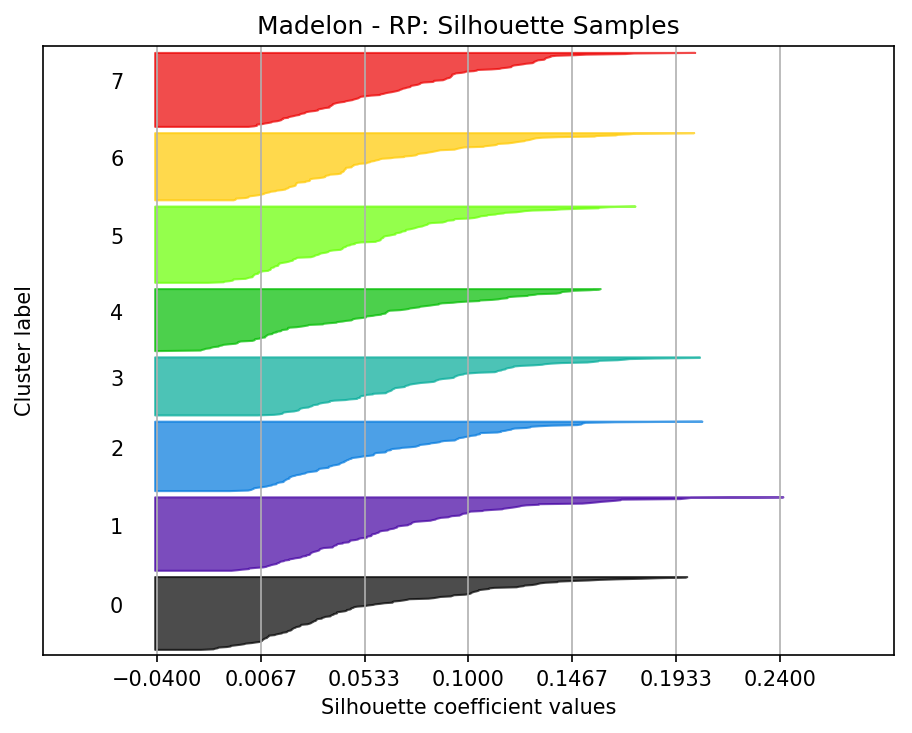 Madelon - RP: Silhouette Samples
7
6
5
4
3
2
1
0
Cluster label
−0.0400 0.0067 0.0533 0.1000 0.1467 0.1933 0.2400
Silhouette coefficient values